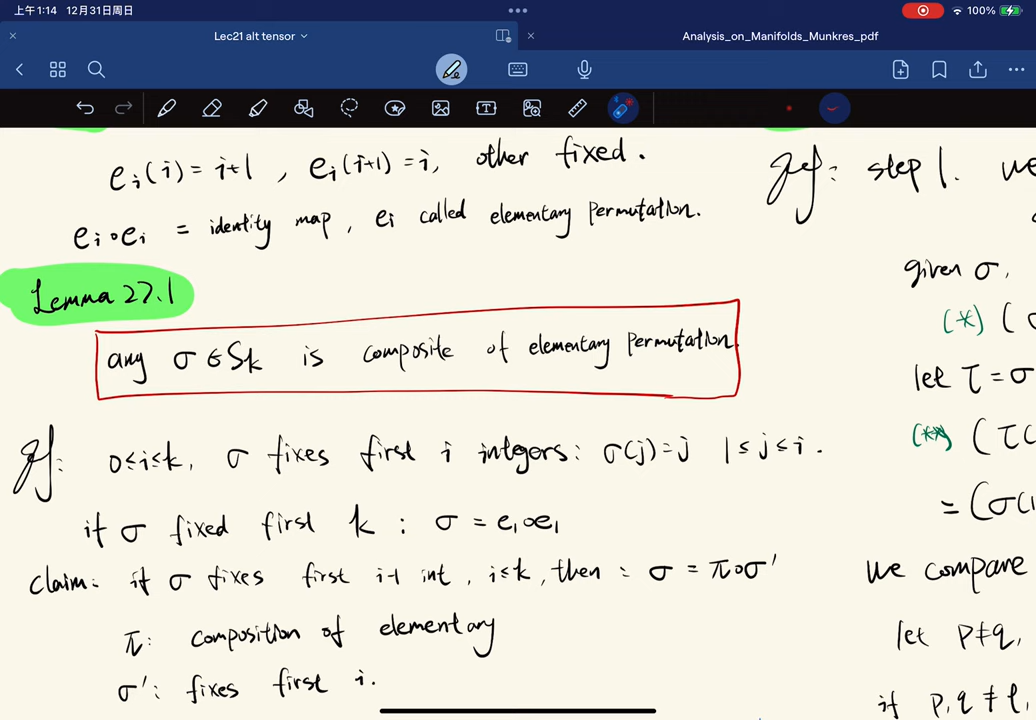 上午1:14 12月31日周日
100%
Lec21 alt tensor
Analysis_on_Manifolds_Munkres_pdf
eᵢ(i) = i+1 , eᵢ(i+1) = i, other fixed.
eᵢ∘eᵢ = identity map, eᵢ called elementary permutation.
Lemma 27.1
any σ ∈ Sk is composite of elementary permutation.
pf: 0≤i≤k, σ fixes first i integers: σ(j)=j 1≤j≤i.
if σ fixed first k : σ = e₁∘e₁
claim: if σ fixes first i-1 int, i≤k, then : σ = π∘σ'
π: composition of elementary
σ': fixes first i.
pf: step 1. we
given σ,
(*) (
let τ = σ
(**) (τ(
= (σ(
we compare
let p≠q,
if p, q ≠ l,